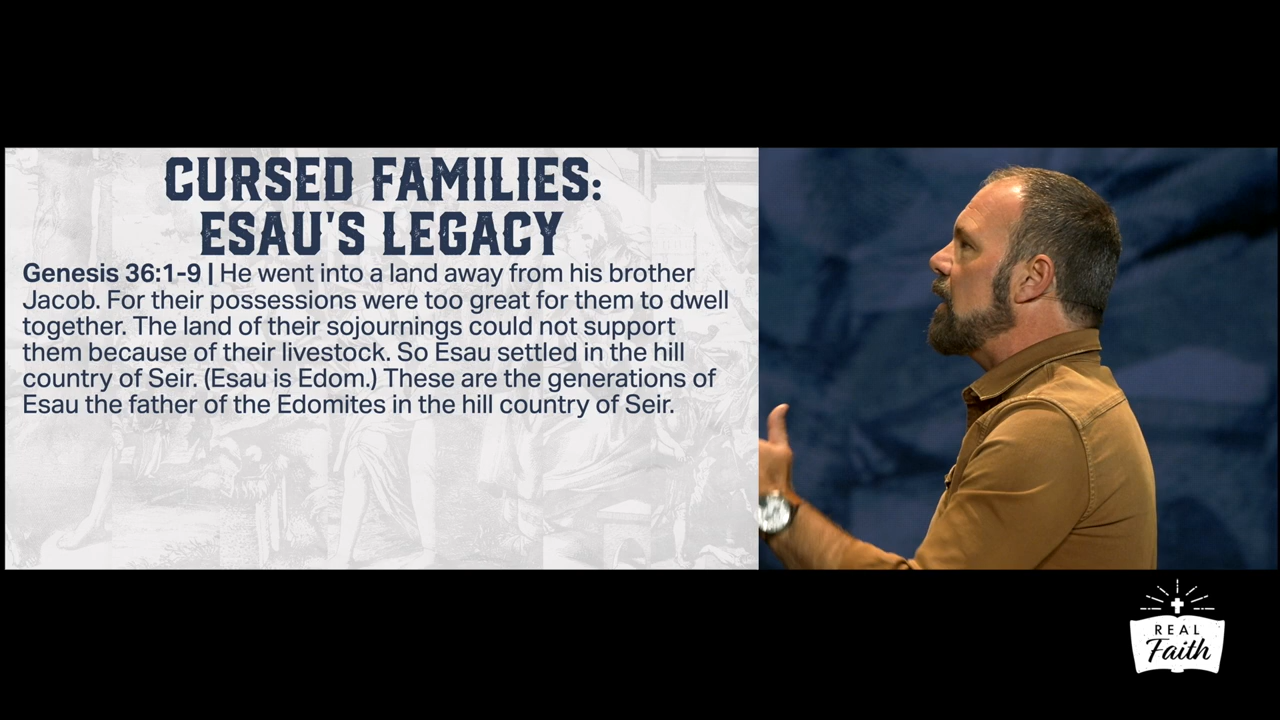 CURSED FAMILIES:
ESAU'S LEGACY
Genesis 36:1-9 | He went into a land away from his brother
Jacob. For their possessions were too great for them to dwell
together. The land of their sojournings could not support
them because of their livestock. So Esau settled in the hill
country of Seir. (Esau is Edom.) These are the generations of
Esau the father of the Edomites in the hill country of Seir.
REAL
Faith